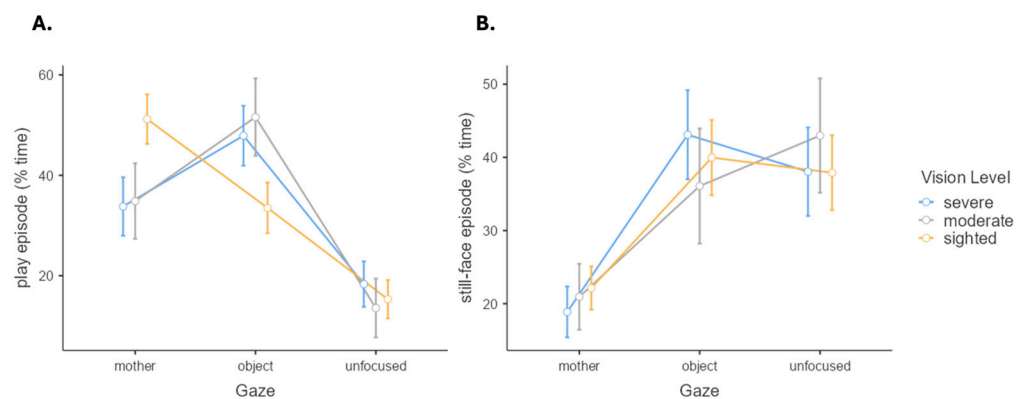 A.
B.
play episode (% time)
60
40
20
mother
object
unfocused
Gaze
still-face episode (% time)
50
40
30
20
mother
object
unfocused
Gaze
Vision Level
severe
moderate
sighted